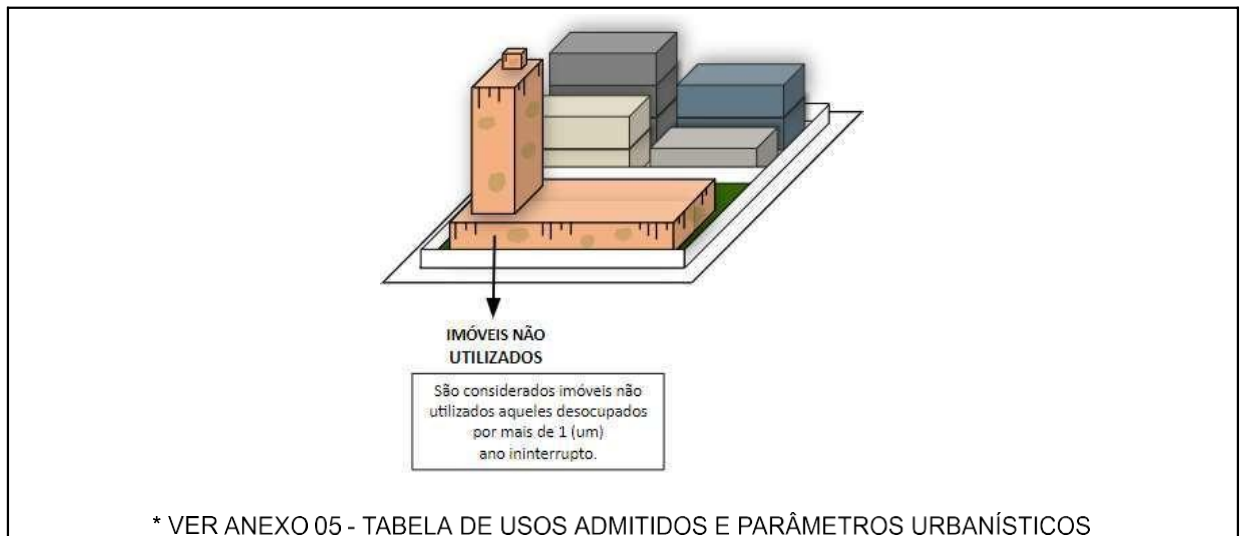 IMÓVEIS NÃO
UTILIZADOS
São considerados imóveis não
utilizados aqueles desocupados
por mais de 1 (um)
ano ininterrupto.
* VER ANEXO 05 - TABELA DE USOS ADMITIDOS E PARÂMETROS URBANÍSTICOS